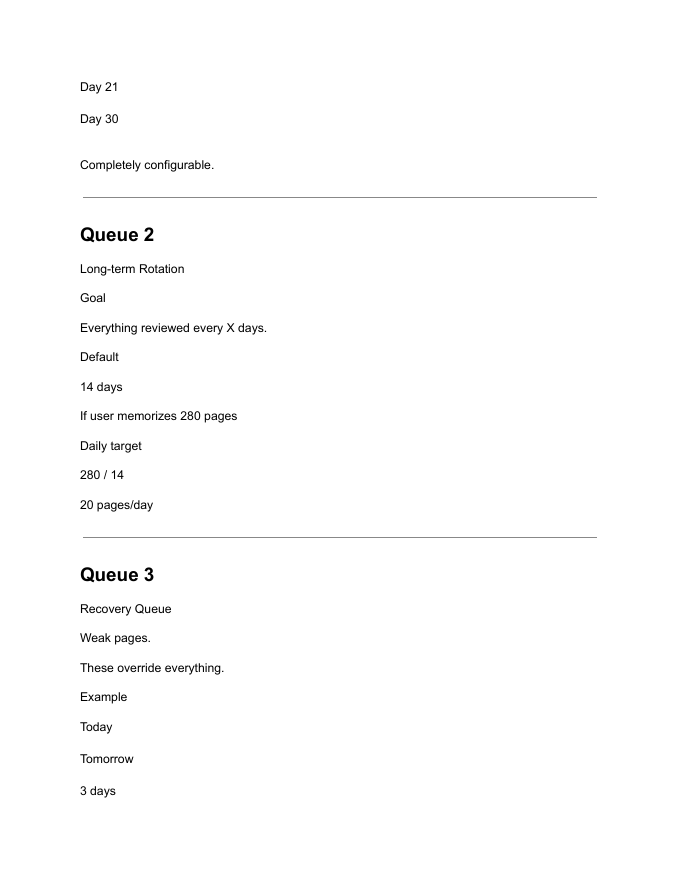 Day 21
Day 30
Completely configurable.
Queue 2
Long-term Rotation
Goal
Everything reviewed every X days.
Default
14 days
If user memorizes 280 pages
Daily target
280 / 14
20 pages/day
Queue 3
Recovery Queue
Weak pages.
These override everything.
Example
Today
Tomorrow
3 days